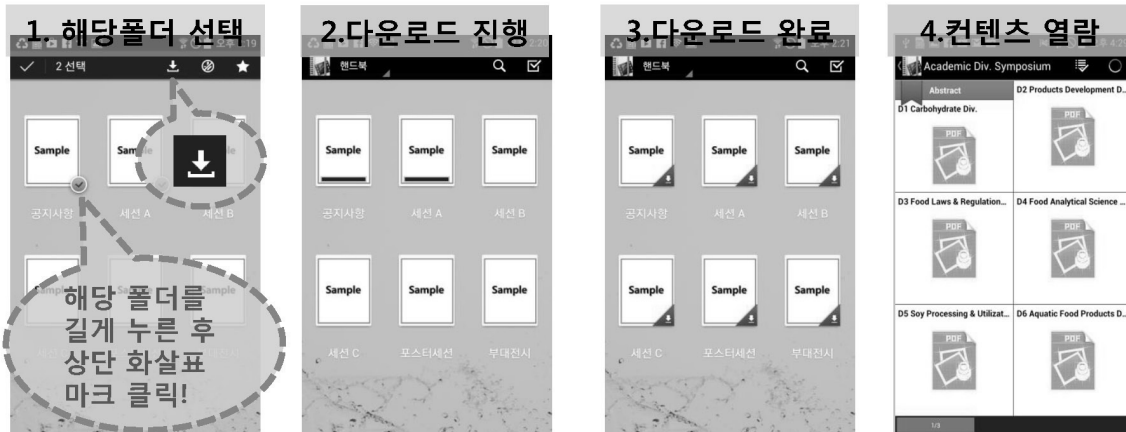 1. 해당폴더 선택
2 선택
Sample
공지사항
세션 A
세션 B
Sample
해당 폴더를
길게 누른 후
상단 화살표
마크 클릭!
2.다운로드 진행
핸드북
Sample
Sample
Sample
공지사항
세션 A
세션 B
Sample
Sample
Sample
세션 C
포스터세션
부대전시
3.다운로드 완료
오후 2:21
핸드북
Sample
Sample
Sample
공지사항
세션 A
세션 B
Sample
Sample
Sample
세션 C
포스터세션
부대전시
4.컨텐츠 열람
Academic Div. Symposium
Abstract
D1 Carbohydrate Div.
PDF
D2 Products Development D...
PDF
D3 Food Laws & Regulation...
PDF
D4 Food Analytical Science ...
PDF
D5 Soy Processing & Utilizat...
PDF
D6 Aquatic Food Products D...
PDF
1/3